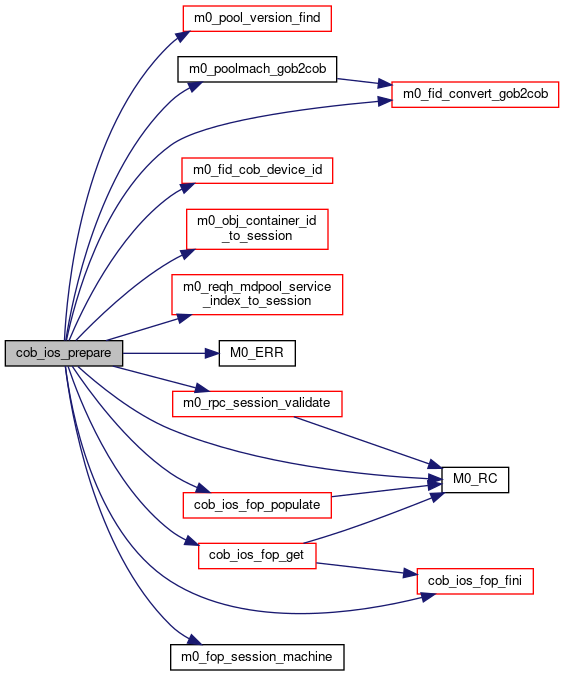 m0_pool_version_find
m0_poolmach_gob2cob
m0_fid_convert_gob2cob
m0_fid_cob_device_id
m0_obj_container_id
_to_session
m0_reqh_mdpool_service
_index_to_session
cob_ios_prepare
M0_ERR
m0_rpc_session_validate
M0_RC
cob_ios_fop_populate
cob_ios_fop_get
cob_ios_fop_fini
m0_fop_session_machine